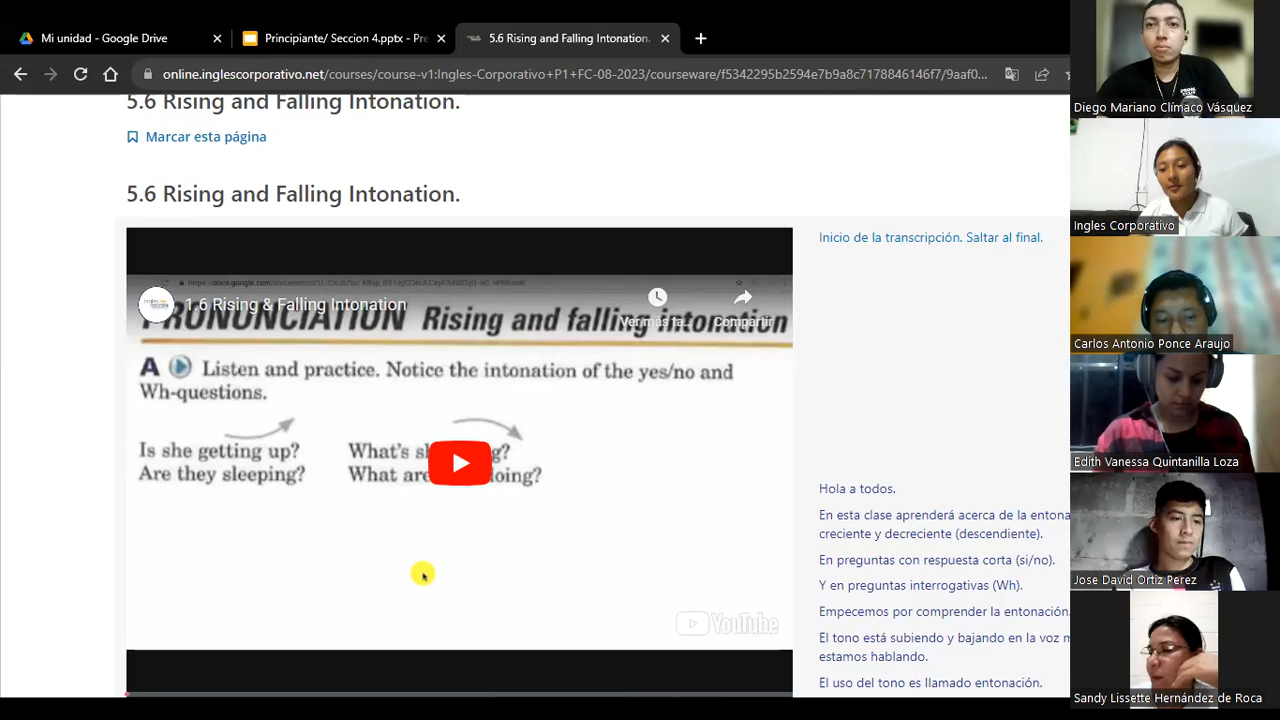 Mi unidad - Google Drive
Principiante/ Seccion 4.pptx - Pre
5.6 Rising and Falling Intonation.
online.inglescorporativo.net/courses/course-v1:Ingles-Corporativo+P1+FC-08-2023/courseware/f5342295b2594e7b9a8c7178846146f7/9aaf0...
5.6 Rising and Falling Intonation.
Marcar esta página
5.6 Rising and Falling Intonation.
1.6 Rising & Falling Intonation
Ver más ta...
Compartir
PRONUNCIATION Rising and falling intonation
A Listen and practice. Notice the intonation of the yes/no and
Wh-questions.
Is she getting up? What's
Are they sleeping? What are doing?
YouTube
Inicio de la transcripción. Saltar al final.
Hola a todos.
En esta clase aprenderá acerca de la entona
creciente y decreciente (descendiente).
En preguntas con respuesta corta (si/no).
Y en preguntas interrogativas (Wh).
Empecemos por comprender la entonación.
El tono está subiendo y bajando en la voz m
estamos hablando.
El uso del tono es llamado entonación.
Diego Mariano Clímaco Vásquez
Ingles Corporativo
Carlos Antonio Ponce Araujo
Edith Vanessa Quintanilla Loza
Jose David Ortiz Perez
Sandy Lissette Hernández de Roca